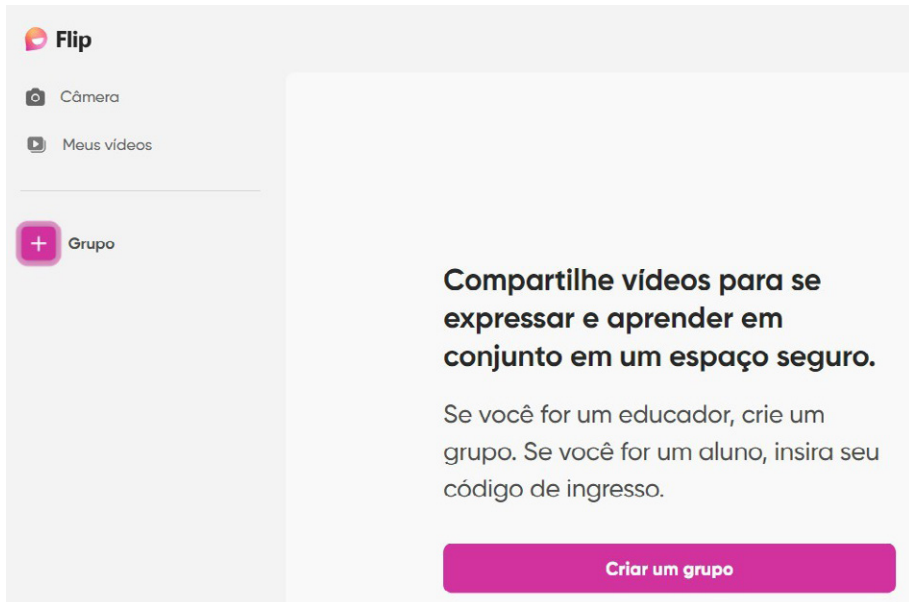 Flip
Câmera
Meus vídeos
Grupo
Compartilhe vídeos para se
expressar e aprender em
conjunto em um espaço seguro.
Se você for um educador, crie um
grupo. Se você for um aluno, insira seu
código de ingresso.
Criar um grupo